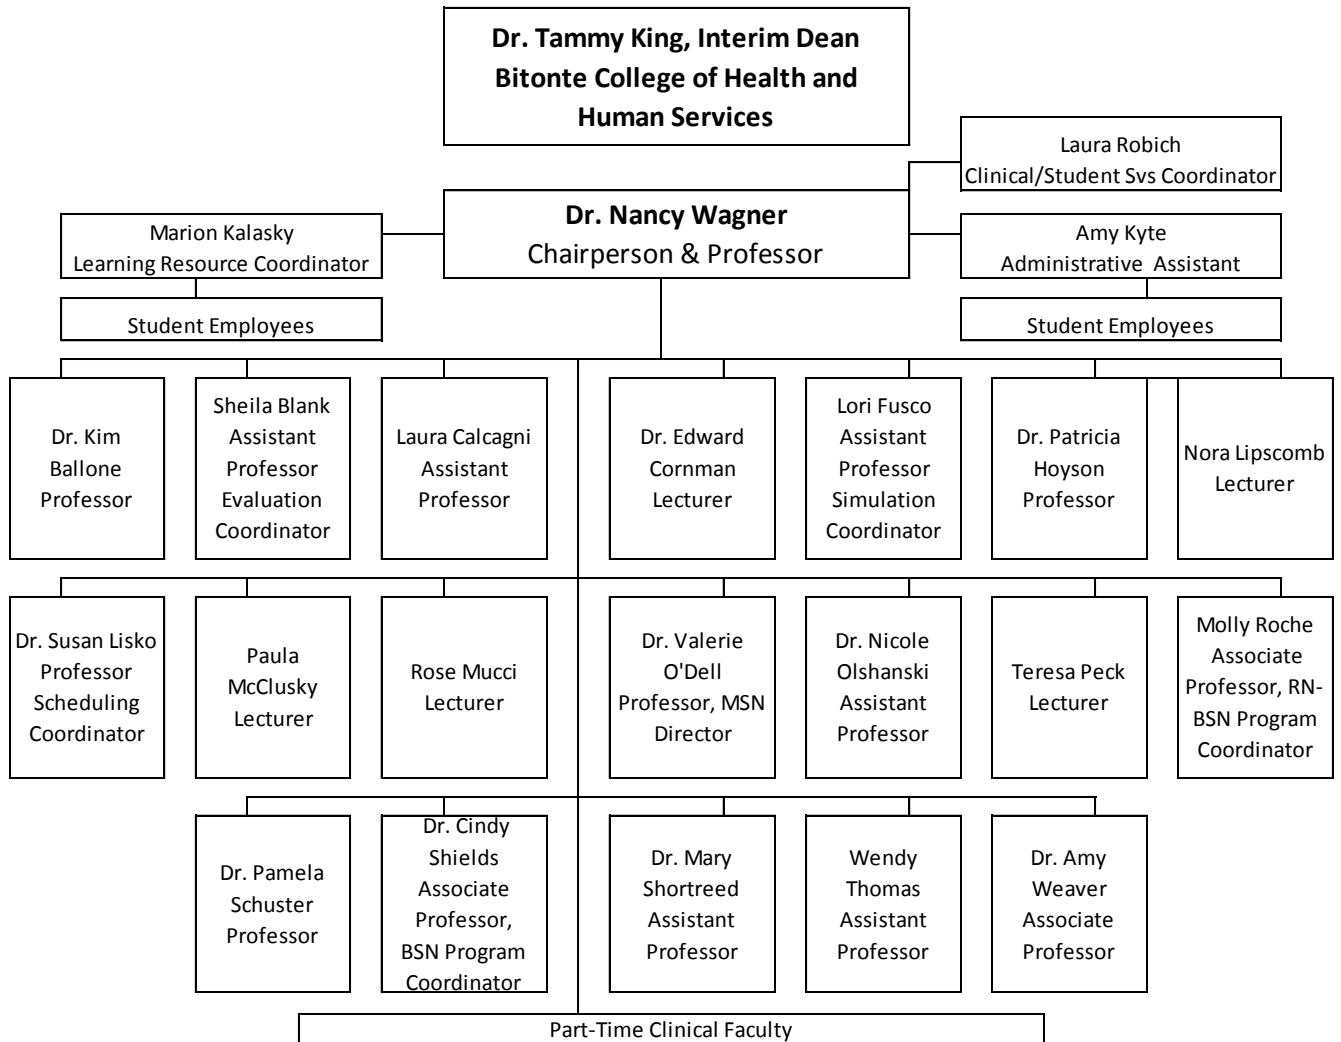 Dr. Tammy King, Interim Dean
Bitonte College of Health and
Human Services
Laura Robich
Clinical/Student Svs Coordinator
Dr. Nancy Wagner
Chairperson & Professor
Marion Kalasky
Learning Resource Coordinator
Amy Kyte
Administrative Assistant
Student Employees
Student Employees
Dr. Kim
Ballone
Professor
Sheila Blank
Assistant
Professor
Evaluation
Coordinator
Laura Calcagni
Assistant
Professor
Dr. Edward
Cornman
Lecturer
Lori Fusco
Assistant
Professor
Simulation
Coordinator
Dr. Patricia
Hoyson
Professor
Nora Lipscomb
Lecturer
Dr. Susan Lisko
Professor
Scheduling
Coordinator
Paula
McClusky
Lecturer
Rose Mucci
Lecturer
Dr. Valerie
O'Dell
Professor, MSN
Director
Dr. Nicole
Olshanski
Assistant
Professor
Teresa Peck
Lecturer
Molly Roche
Associate
Professor, RN-
BSN Program
Coordinator
Dr. Pamela
Schuster
Professor
Dr. Cindy
Shields
Associate
Professor,
BSN Program
Coordinator
Dr. Mary
Shortreed
Assistant
Professor
Wendy
Thomas
Assistant
Professor
Dr. Amy
Weaver
Associate
Professor
Part-Time Clinical Faculty